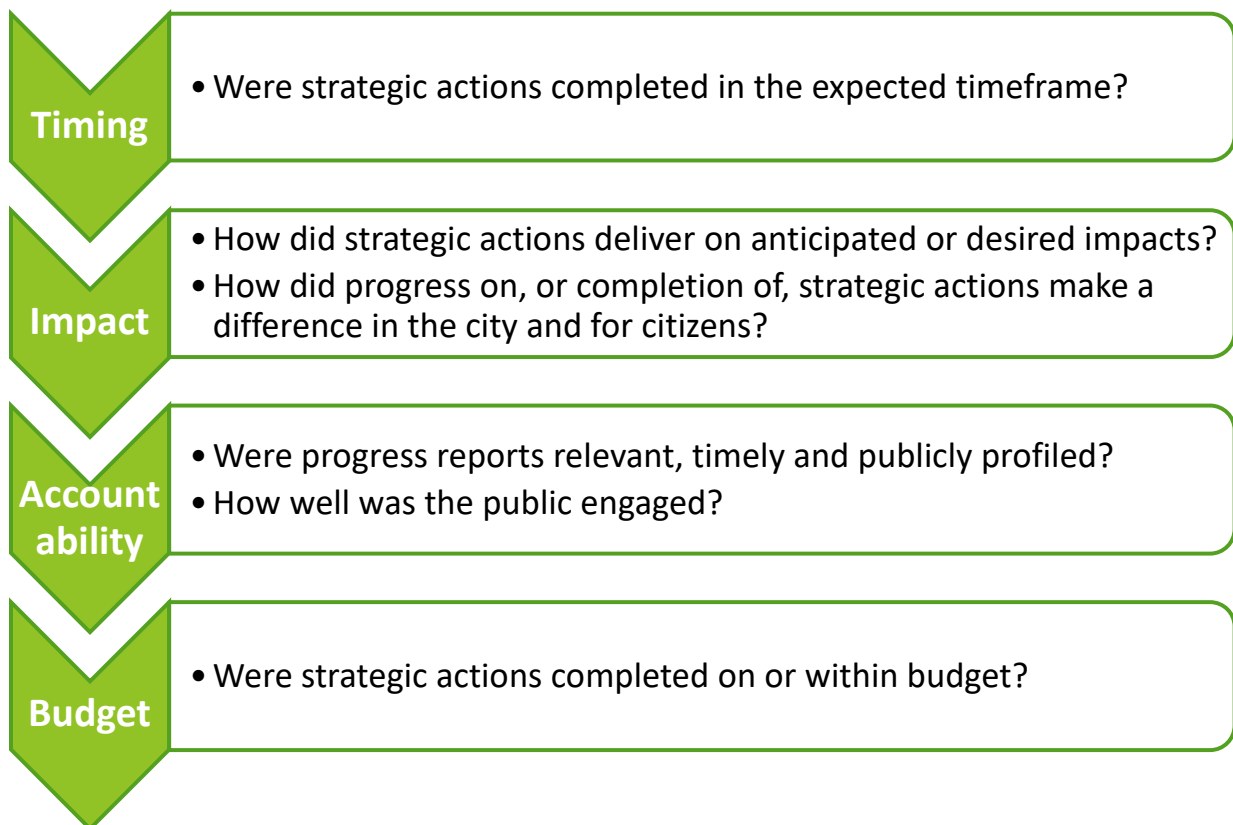 Timing
• Were strategic actions completed in the expected timeframe?
Impact
• How did strategic actions deliver on anticipated or desired impacts?
• How did progress on, or completion of, strategic actions make a
difference in the city and for citizens?
Account
ability
• Were progress reports relevant, timely and publicly profiled?
• How well was the public engaged?
Budget
• Were strategic actions completed on or within budget?